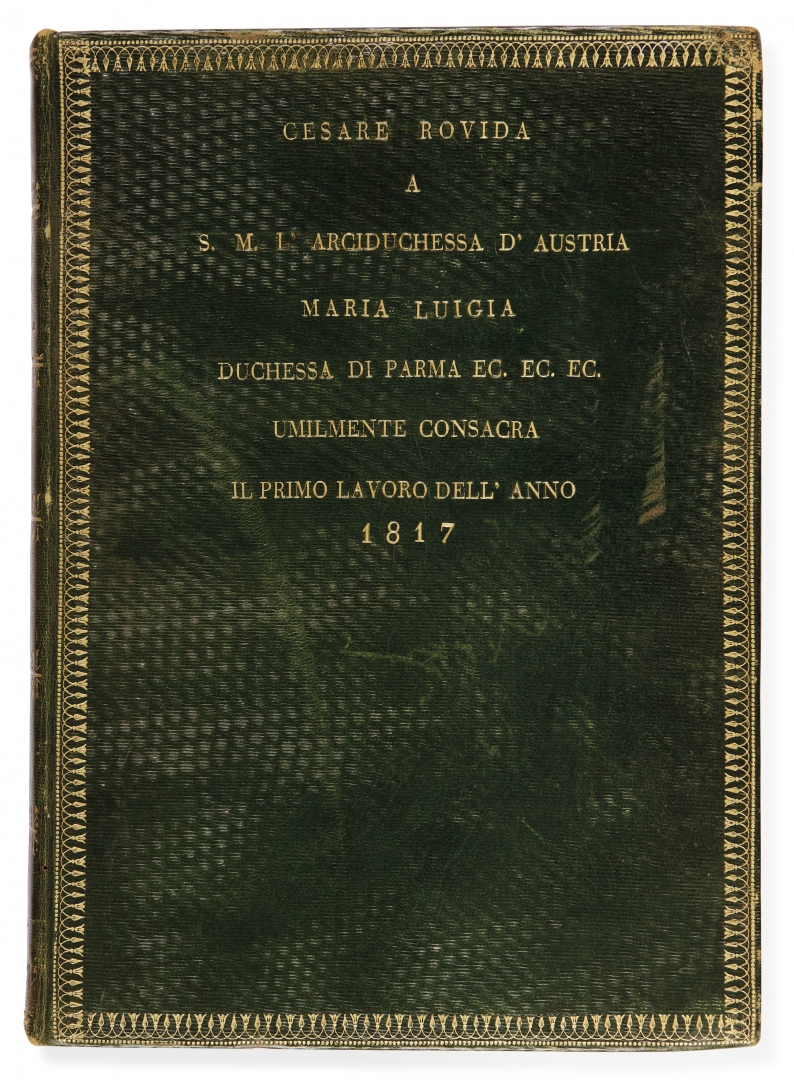 CESARE ROVIDA
A
S. M. L' ARCIDUCHESSA D' AUSTRIA
MARIA LUIGIA
DUCHESSA DI PARMA EC. EC. EC.
UMILMENTE CONSACRA
IL PRIMO LAVORO DELL' ANNO
1817